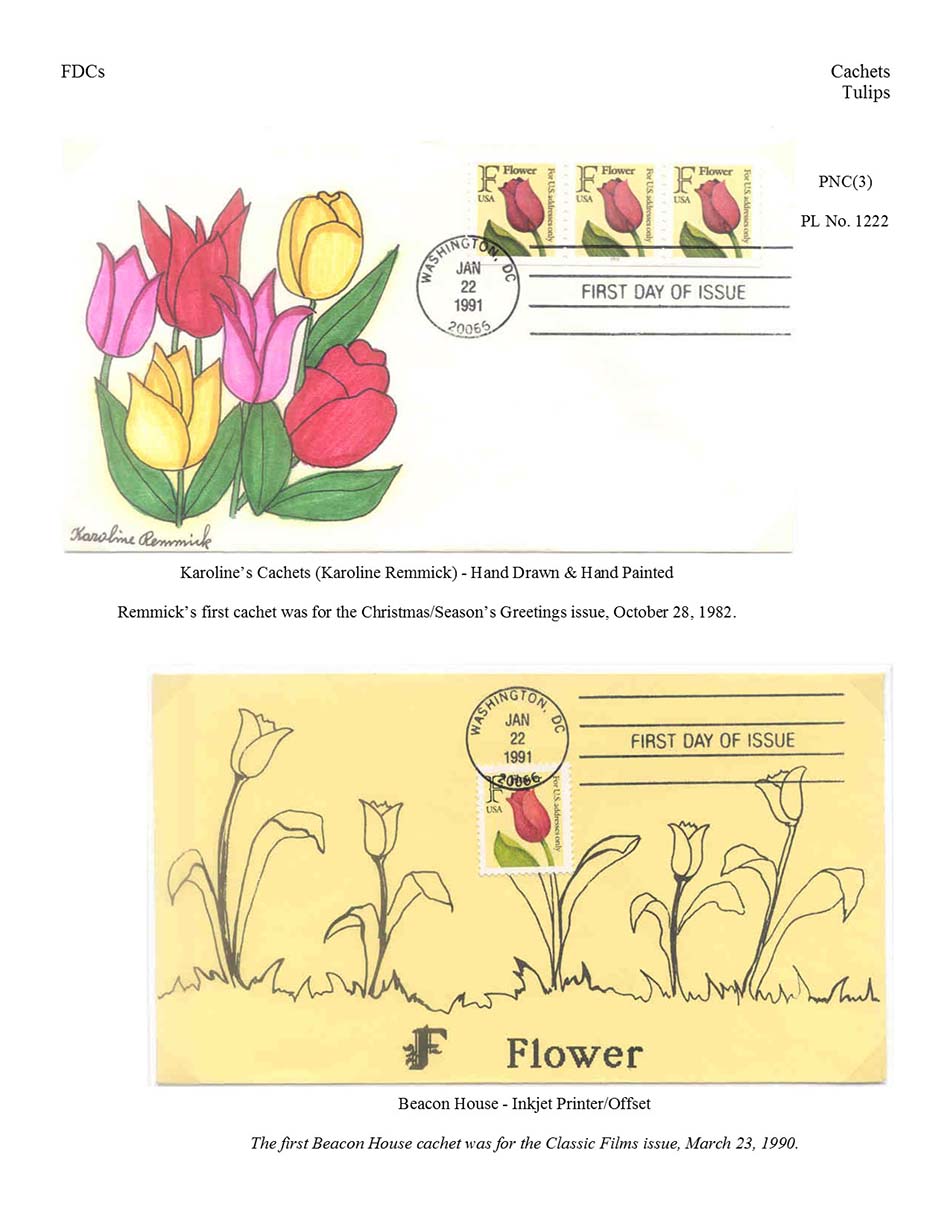 FDCs
Cachets
Tulips
PNC(3)
PL No. 1222
F Flower
USA
For U.S. addresses only
F Flower
USA
For U.S. addresses only
F Flower
USA
For U.S. addresses only
WASHINGTON, DC
JAN
22
1991
20066
FIRST DAY OF ISSUE
Karoline Remmick
Karoline’s Cachets (Karoline Remmick) - Hand Drawn & Hand Painted
Remmick’s first cachet was for the Christmas/Season’s Greetings issue, October 28, 1982.
WASHINGTON, DC
JAN
22
1991
20066
FIRST DAY OF ISSUE
F
USA
For U.S. addresses only
F Flower
Beacon House - Inkjet Printer/Offset
The first Beacon House cachet was for the Classic Films issue, March 23, 1990.